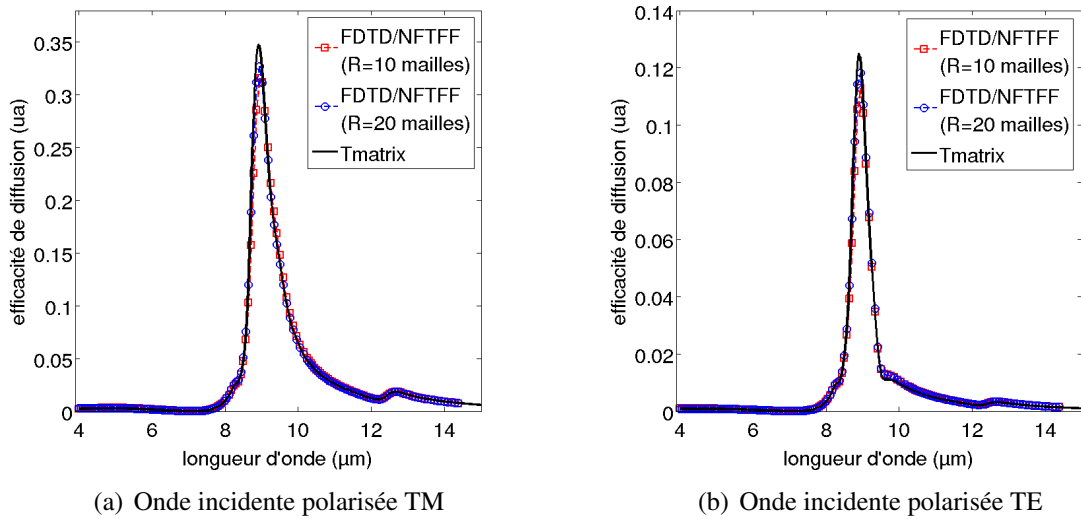 0.35
0.3
0.25
0.2
0.15
0.1
0.05
0
efficacité de diffusion (ua)
4
6
8
10
12
14
longueur d'onde (µm)
FDTD/NFTFF
(R=10 mailles)
FDTD/NFTFF
(R=20 mailles)
Tmatrix
(a) Onde incidente polarisée TM
0.14
0.12
0.1
0.08
0.06
0.04
0.02
0
efficacité de diffusion (ua)
4
6
8
10
12
14
longueur d'onde (µm)
FDTD/NFTFF
(R=10 mailles)
FDTD/NFTFF
(R=20 mailles)
Tmatrix
(b) Onde incidente polarisée TE